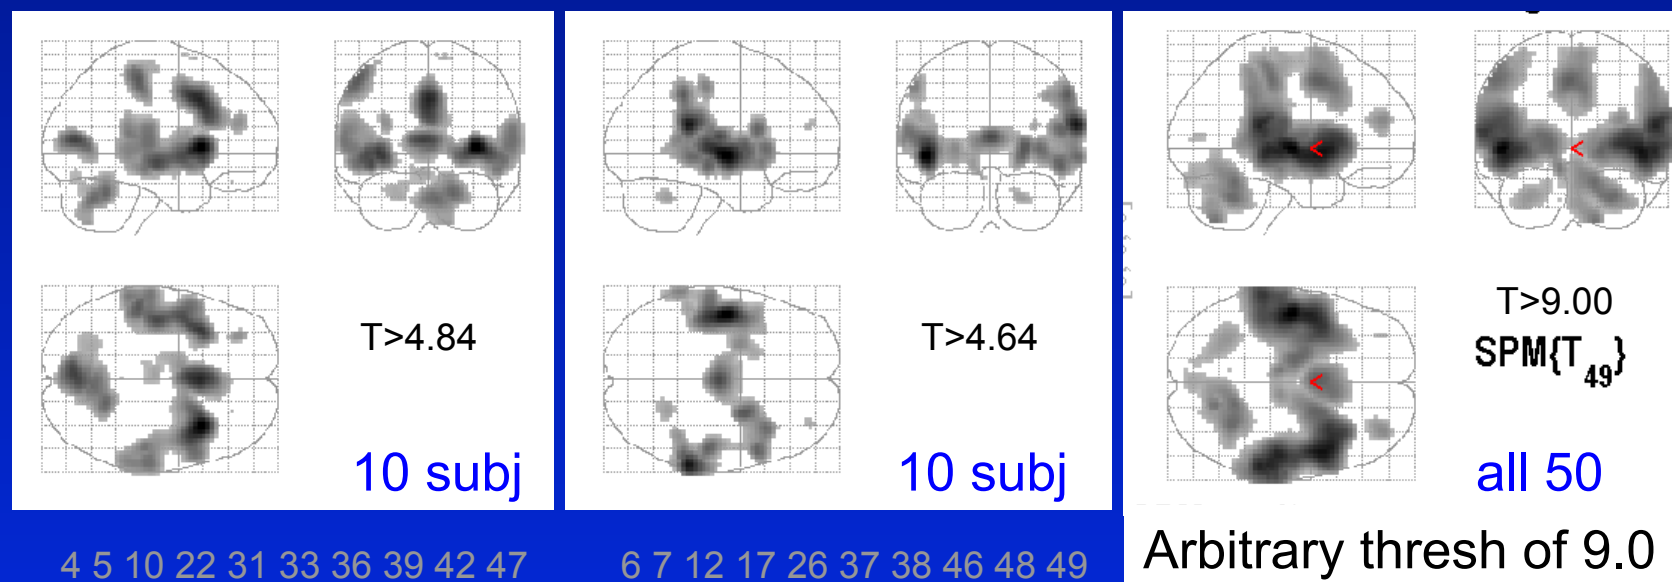 T>4.84
10 subj
4 5 10 22 31 33 36 39 42 47
T>4.64
10 subj
6 7 12 17 26 37 38 46 48 49
T>9.00
SPM{T49}
all 50
Arbitrary thresh of 9.0